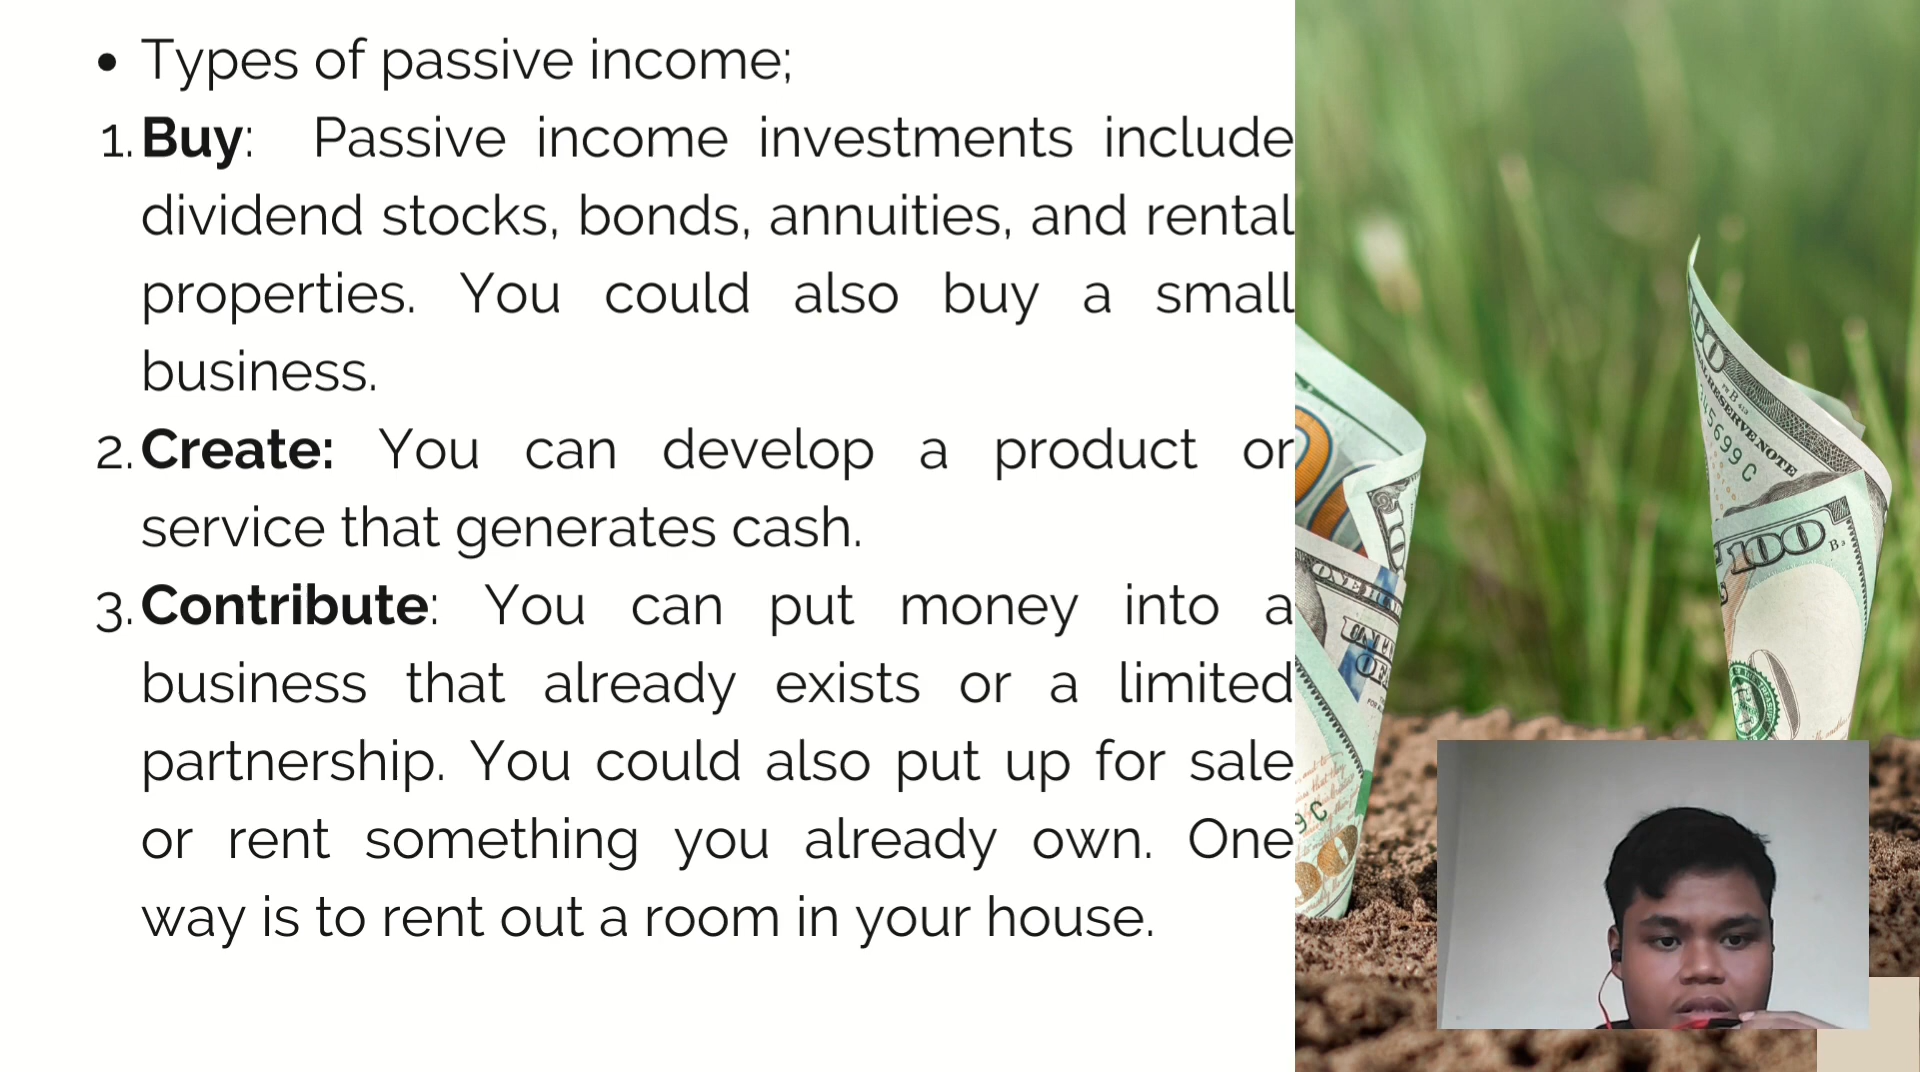 • Types of passive income;
1. Buy: Passive income investments include
dividend stocks, bonds, annuities, and rental
properties. You could also buy a small
business.
2. Create: You can develop a product or
service that generates cash.
3. Contribute: You can put money into a
business that already exists or a limited
partnership. You could also put up for sale
or rent something you already own. One
way is to rent out a room in your house.
100